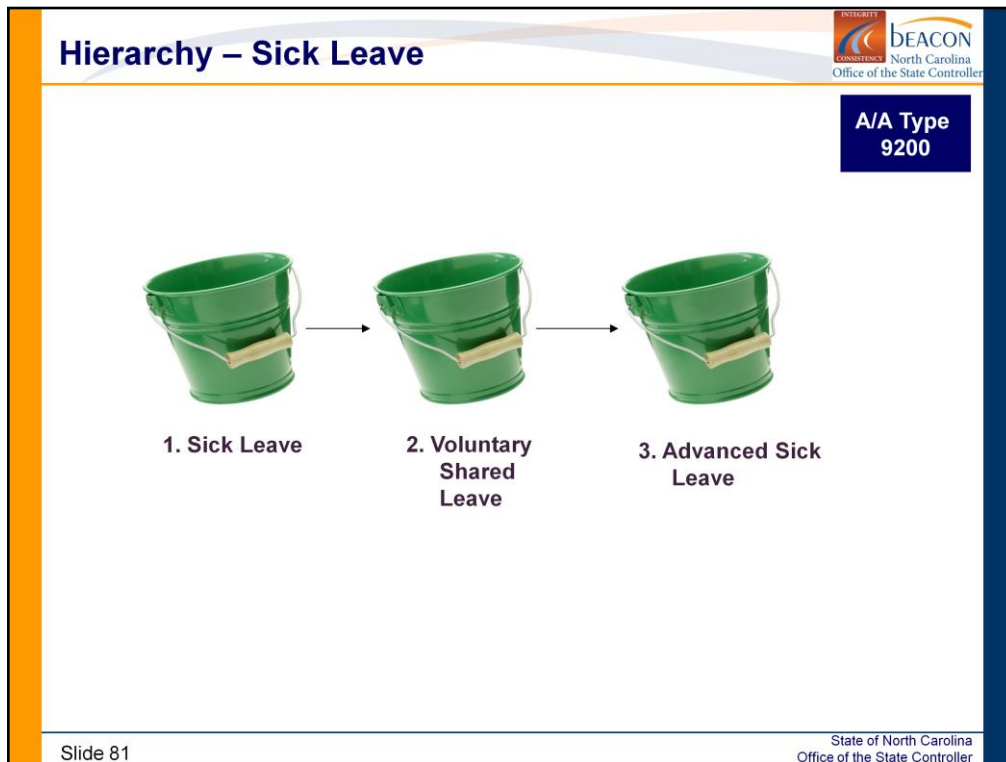 Hierarchy – Sick Leave
INTEGRITY
CONSISTENCY
bEACON
North Carolina
Office of the State Controller
A/A Type
9200
1. Sick Leave
2. Voluntary
Shared
Leave
3. Advanced Sick
Leave
Slide 81
State of North Carolina
Office of the State Controller